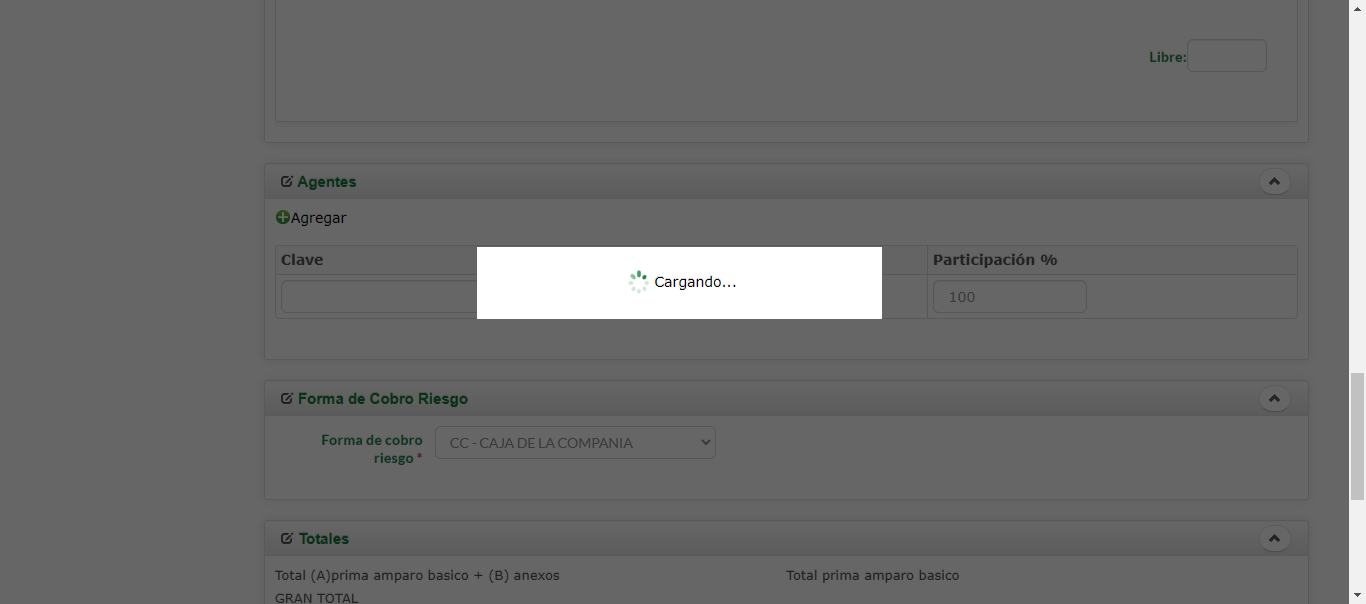 Libre:
Agentes
Agregar
Clave
Participación %
Cargando...
100
Forma de Cobro Riesgo
Forma de cobro
riesgo *
CC - CAJA DE LA COMPANIA
Totales
Total (A)prima amparo basico + (B) anexos
Total prima amparo basico
GRAN TOTAL